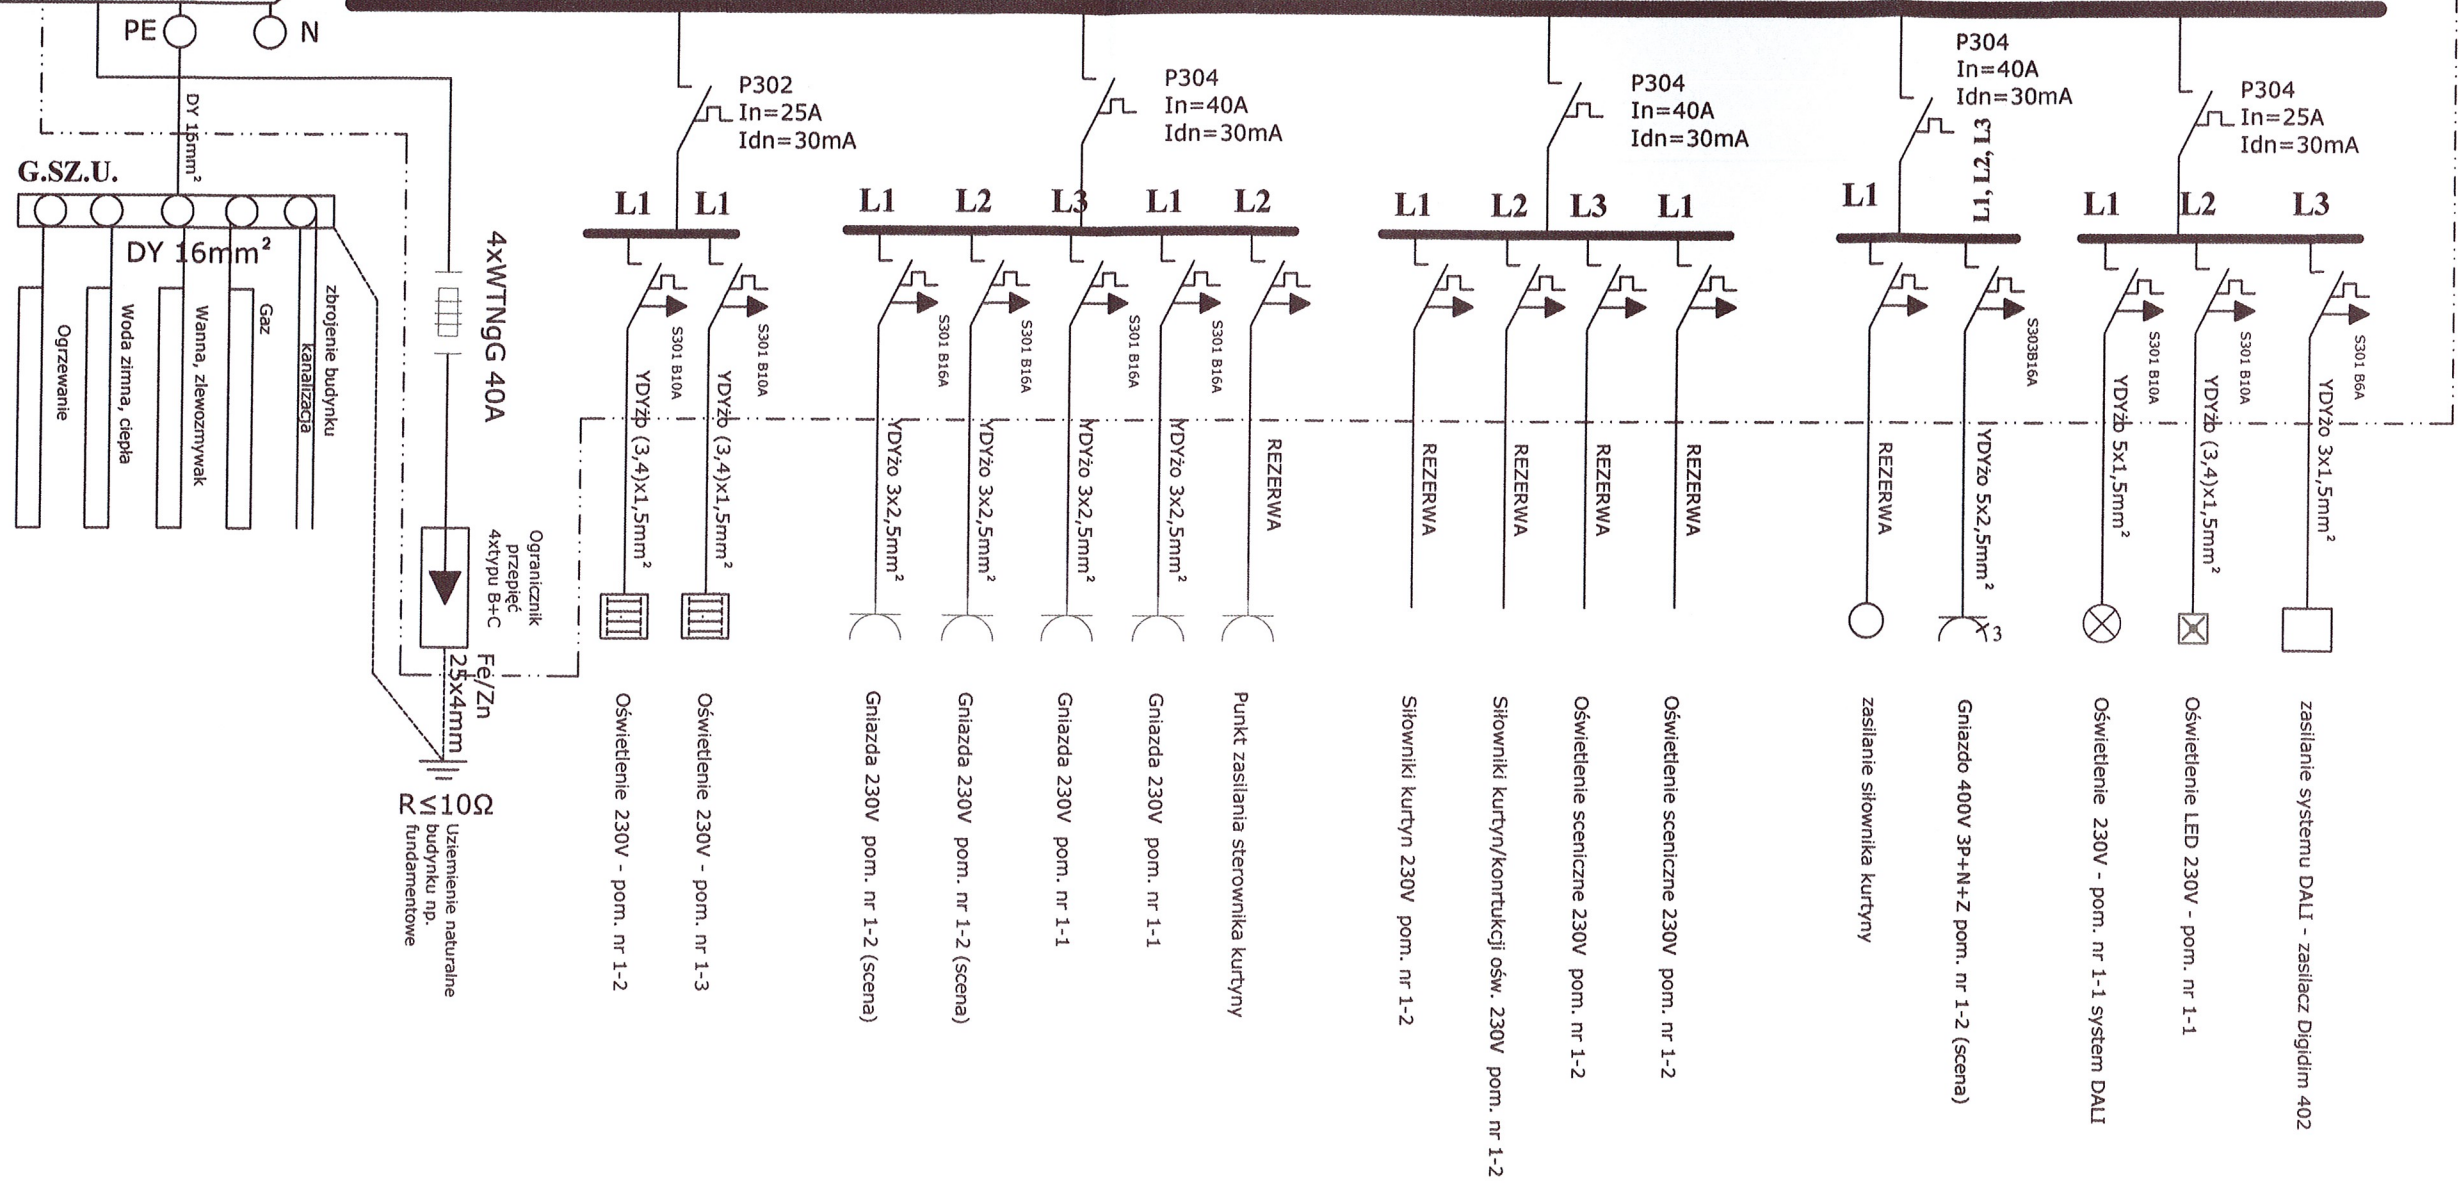 PE
N
DY 16mm²
G.SZ.U.
DY 16mm²
Ogrzewanie
Woda zimna, ciepła
Wanna, zlewozmywak
Gaz
kanalizacja
zbrojenie budynku
4xWTNgG 40A
Ogranicznik
przepięć
4xtypu B+C
Fe/Zn
25x4mm
R≤10Ω
Uziemienie naturalne
budynku np.
fundamentowe
P302
In=25A
Idn=30mA
L1
L1
S301 B10A
S301 B10A
YDYżo (3,4)x1,5mm²
YDYżo (3,4)x1,5mm²
Oświetlenie 230V - pom. nr 1-2
Oświetlenie 230V - pom. nr 1-3
P304
In=40A
Idn=30mA
L1
L2
L3
L1
L2
S301 B16A
S301 B16A
S301 B16A
S301 B16A
YDYżo 3x2,5mm²
YDYżo 3x2,5mm²
YDYżo 3x2,5mm²
YDYżo 3x2,5mm²
REZERWA
Gniazda 230V pom. nr 1-2 (scena)
Gniazda 230V pom. nr 1-2 (scena)
Gniazda 230V pom. nr 1-1
Gniazda 230V pom. nr 1-1
Punkt zasilania sterownika kurtyny
P304
In=40A
Idn=30mA
L1
L2
L3
L1
REZERWA
REZERWA
REZERWA
REZERWA
Siłowniki kurtyn 230V pom. nr 1-2
Siłowniki kurtyn/konrtukcji ośw. 230V pom. nr 1-2
Oświetlenie sceniczne 230V pom. nr 1-2
Oświetlenie sceniczne 230V pom. nr 1-2
P304
In=40A
Idn=30mA
L1
L1, L2, L3
S303B16A
REZERWA
YDYżo 5x2,5mm²
3
zasilanie siłownika kurtyny
Gniazdo 400V 3P+N+Z pom. nr 1-2 (scena)
P304
In=25A
Idn=30mA
L1
L2
L3
S301 B10A
S301 B10A
S301 B6A
YDYżo 5x1,5mm²
YDYżo (3,4)x1,5mm²
YDYżo 3x1,5mm²
Oświetlenie 230V - pom. nr 1-1 system DALI
Oświetlenie LED 230V - pom. nr 1-1
zasilanie systemu DALI - zasilacz Digidim 402